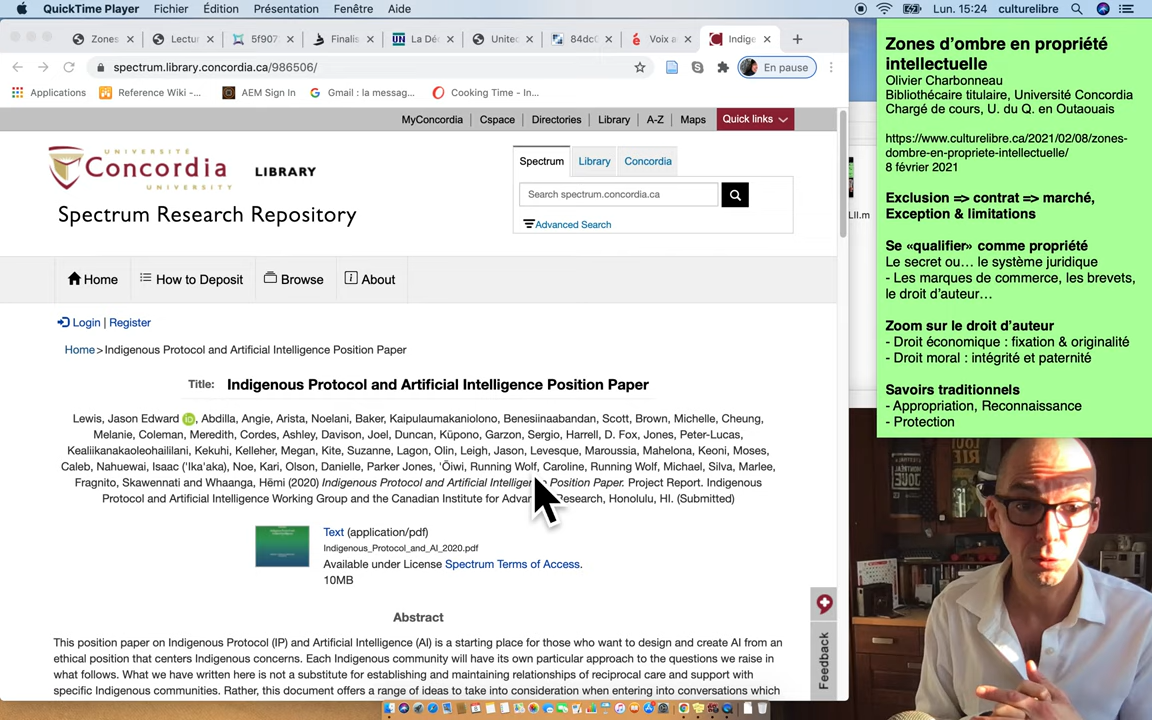 QuickTime Player Fichier Édition Présentation Fenêtre Aide Lun. 15:24 culturelibre
Zones Lectur 5f907 Finalis La Dé Unite 84dc0 Voix a Indige
spectrum.library.concordia.ca/986506/ En pause
Applications Reference Wiki -... AEM Sign In Gmail : la messag... Cooking Time - In...
MyConcordia Cspace Directories Library A-Z Maps Quick links
UNIVERSITÉ
Concordia
UNIVERSITY
LIBRARY
Spectrum Research Repository
Spectrum Library Concordia
Search spectrum.concordia.ca
Advanced Search
Home How to Deposit Browse About
Login | Register
Home > Indigenous Protocol and Artificial Intelligence Position Paper
Title: Indigenous Protocol and Artificial Intelligence Position Paper
Lewis, Jason Edward iD, Abdilla, Angie, Arista, Noelani, Baker, Kaipulaumakaniolono, Benesiinaabandan, Scott, Brown, Michelle, Cheung,
Melanie, Coleman, Meredith, Cordes, Ashley, Davison, Joel, Duncan, Kūpono, Garzon, Sergio, Harrell, D. Fox, Jones, Peter-Lucas,
Kealiikanakaoleohaililani, Kekuhi, Kelleher, Megan, Kite, Suzanne, Lagon, Olin, Leigh, Jason, Levesque, Maroussia, Mahelona, Keoni, Moses,
Caleb, Nahuewai, Isaac ('Ika'aka), Noe, Kari, Olson, Danielle, Parker Jones, 'Ōiwi, Running Wolf, Caroline, Running Wolf, Michael, Silva, Marlee,
Fragnito, Skawennati and Whaanga, Hēmi (2020) Indigenous Protocol and Artificial Intelligence Position Paper. Project Report. Indigenous
Protocol and Artificial Intelligence Working Group and the Canadian Institute for Advan Research, Honolulu, HI. (Submitted)
Text (application/pdf)
Indigenous_Protocol_and_AI_2020.pdf
Available under License Spectrum Terms of Access.
10MB
Abstract
This position paper on Indigenous Protocol (IP) and Artificial Intelligence (AI) is a starting place for those who want to design and create AI from an
ethical position that centers Indigenous concerns. Each Indigenous community will have its own particular approach to the questions we raise in
what follows. What we have written here is not a substitute for establishing and maintaining relationships of reciprocal care and support with
specific Indigenous communities. Rather, this document offers a range of ideas to take into consideration when entering into conversations which
Feedback
Zones d'ombre en propriété
intellectuelle
Olivier Charbonneau
Bibliothécaire titulaire, Université Concordia
Chargé de cours, U. du Q. en Outaouais
https://www.culturelibre.ca/2021/02/08/zones-
dombre-en-propriete-intellectuelle/
8 février 2021
Exclusion => contrat => marché,
Exception & limitations
Se «qualifier» comme propriété
Le secret ou… le système juridique
- Les marques de commerce, les brevets,
le droit d'auteur…
Zoom sur le droit d'auteur
- Droit économique : fixation & originalité
- Droit moral : intégrité et paternité
Savoirs traditionnels
- Appropriation, Reconnaissance
- Protection
LII.m